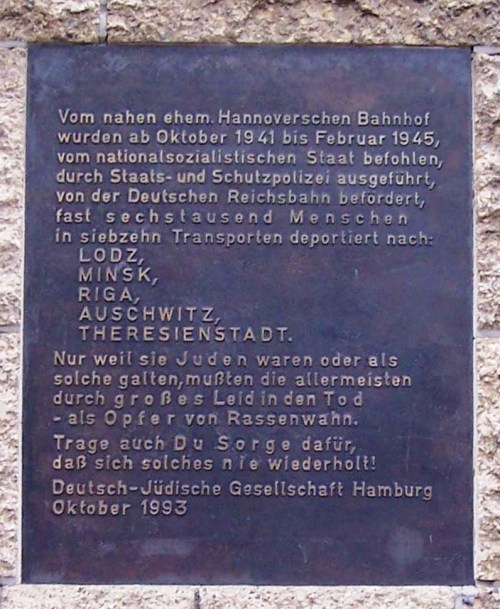 Vom nahen ehem. Hannoverschen Bahnhof
wurden ab Oktober 1941 bis Februar 1945,
vom nationalsozialistischen Staat befohlen,
durch Staats- und Schutzpolizei ausgeführt,
von der Deutschen Reichsbahn befördert,
fast sechstausend Menschen
in siebzehn Transporten deportiert nach:
LODZ,
MINSK,
RIGA,
AUSCHWITZ,
THERESIENSTADT.
Nur weil sie Juden waren oder als
solche galten, mußten die allermeisten
durch großes Leid in den Tod
- als Opfer von Rassenwahn.
Trage auch Du Sorge dafür,
daß sich solches nie wiederholt!
Deutsch-Jüdische Gesellschaft Hamburg
Oktober 1993